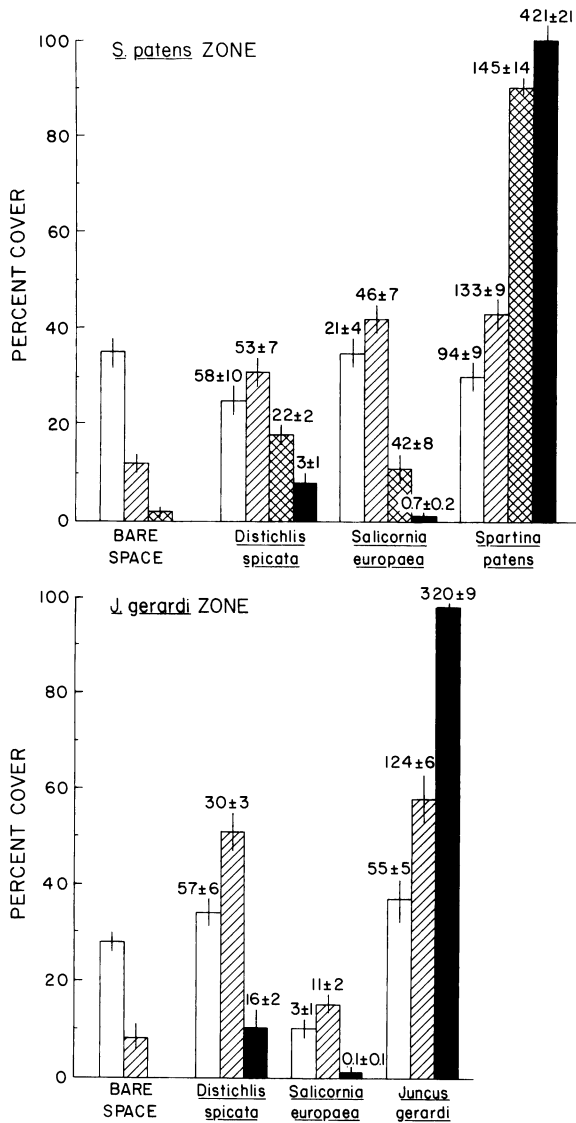 S. patens ZONE
421±21
145±14
133±9
94±9
46±7
21±4
42±8
0.7±0.2
53±7
58±10
22±2
3±1
PERCENT COVER
100
80
60
40
20
0
BARE SPACE
Distichlis spicata
Salicornia europaea
Spartina patens
J. gerardi ZONE
320±9
124±6
55±5
30±3
57±6
16±2
11±2
3±1
0.1±0.1
PERCENT COVER
100
80
60
40
20
0
BARE SPACE
Distichlis spicata
Salicornia europaea
Juncus gerardi